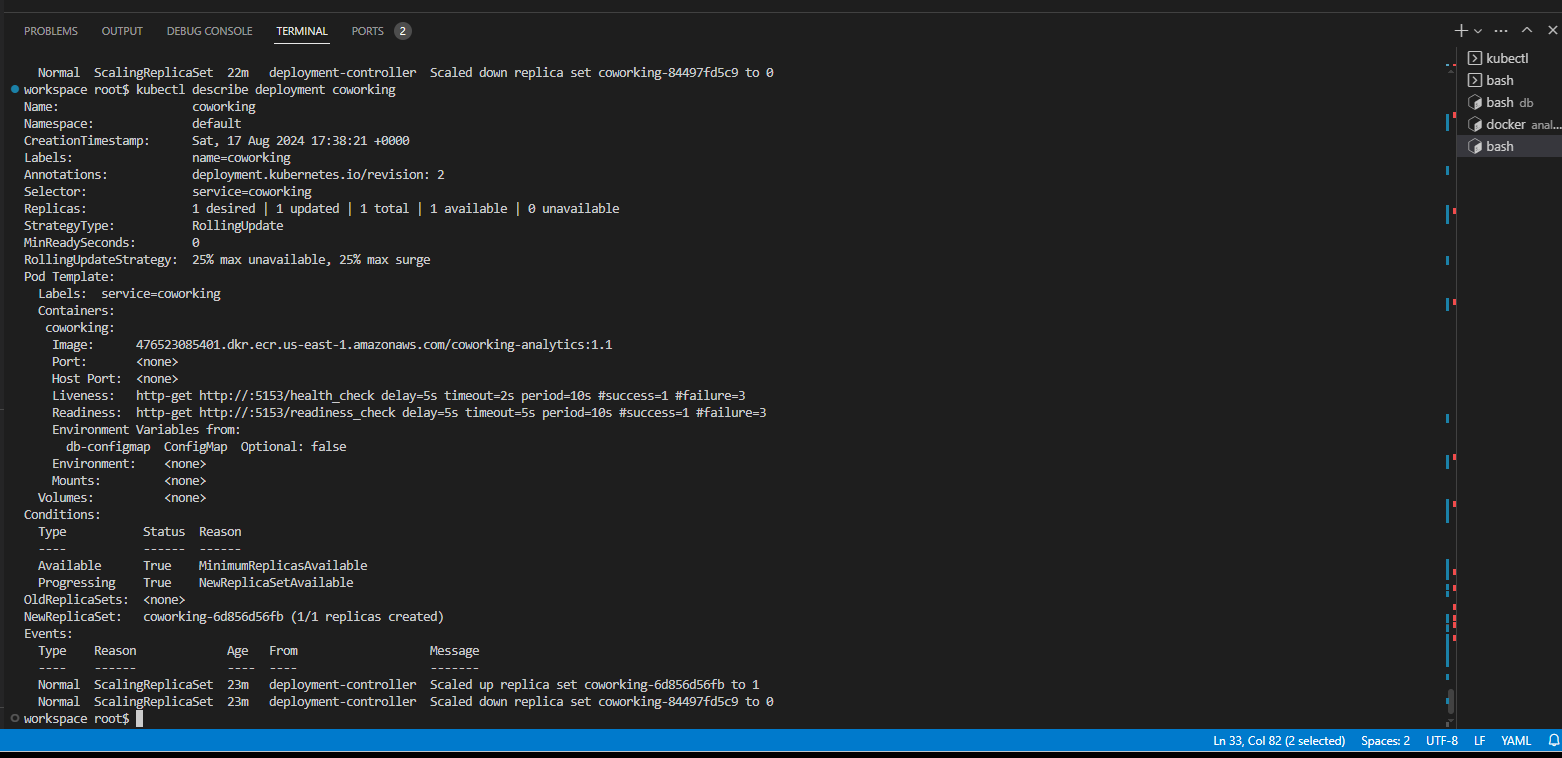 PROBLEMS OUTPUT DEBUG CONSOLE TERMINAL PORTS 2
Normal ScalingReplicaSet 22m deployment-controller Scaled down replica set coworking-84497fd5c9 to 0
workspace root$ kubectl describe deployment coworking
Name: coworking
Namespace: default
CreationTimestamp: Sat, 17 Aug 2024 17:38:21 +0000
Labels: name=coworking
Annotations: deployment.kubernetes.io/revision: 2
Selector: service=coworking
Replicas: 1 desired | 1 updated | 1 total | 1 available | 0 unavailable
StrategyType: RollingUpdate
MinReadySeconds: 0
RollingUpdateStrategy: 25% max unavailable, 25% max surge
Pod Template:
Labels: service=coworking
Containers:
coworking:
Image: 476523085401.dkr.ecr.us-east-1.amazonaws.com/coworking-analytics:1.1
Port: <none>
Host Port: <none>
Liveness: http-get http://:5153/health_check delay=5s timeout=2s period=10s #success=1 #failure=3
Readiness: http-get http://:5153/readiness_check delay=5s timeout=5s period=10s #success=1 #failure=3
Environment Variables from:
db-configmap ConfigMap Optional: false
Environment: <none>
Mounts: <none>
Volumes: <none>
Conditions:
Type Status Reason
---- ------ ------
Available True MinimumReplicasAvailable
Progressing True NewReplicaSetAvailable
OldReplicaSets: <none>
NewReplicaSet: coworking-6d856d56fb (1/1 replicas created)
Events:
Type Reason Age From Message
---- ------ ---- ---- -------
Normal ScalingReplicaSet 23m deployment-controller Scaled up replica set coworking-6d856d56fb to 1
Normal ScalingReplicaSet 23m deployment-controller Scaled down replica set coworking-84497fd5c9 to 0
workspace root$
kubectl
bash
bash db
docker anal...
bash
Ln 33, Col 82 (2 selected) Spaces: 2 UTF-8 LF YAML